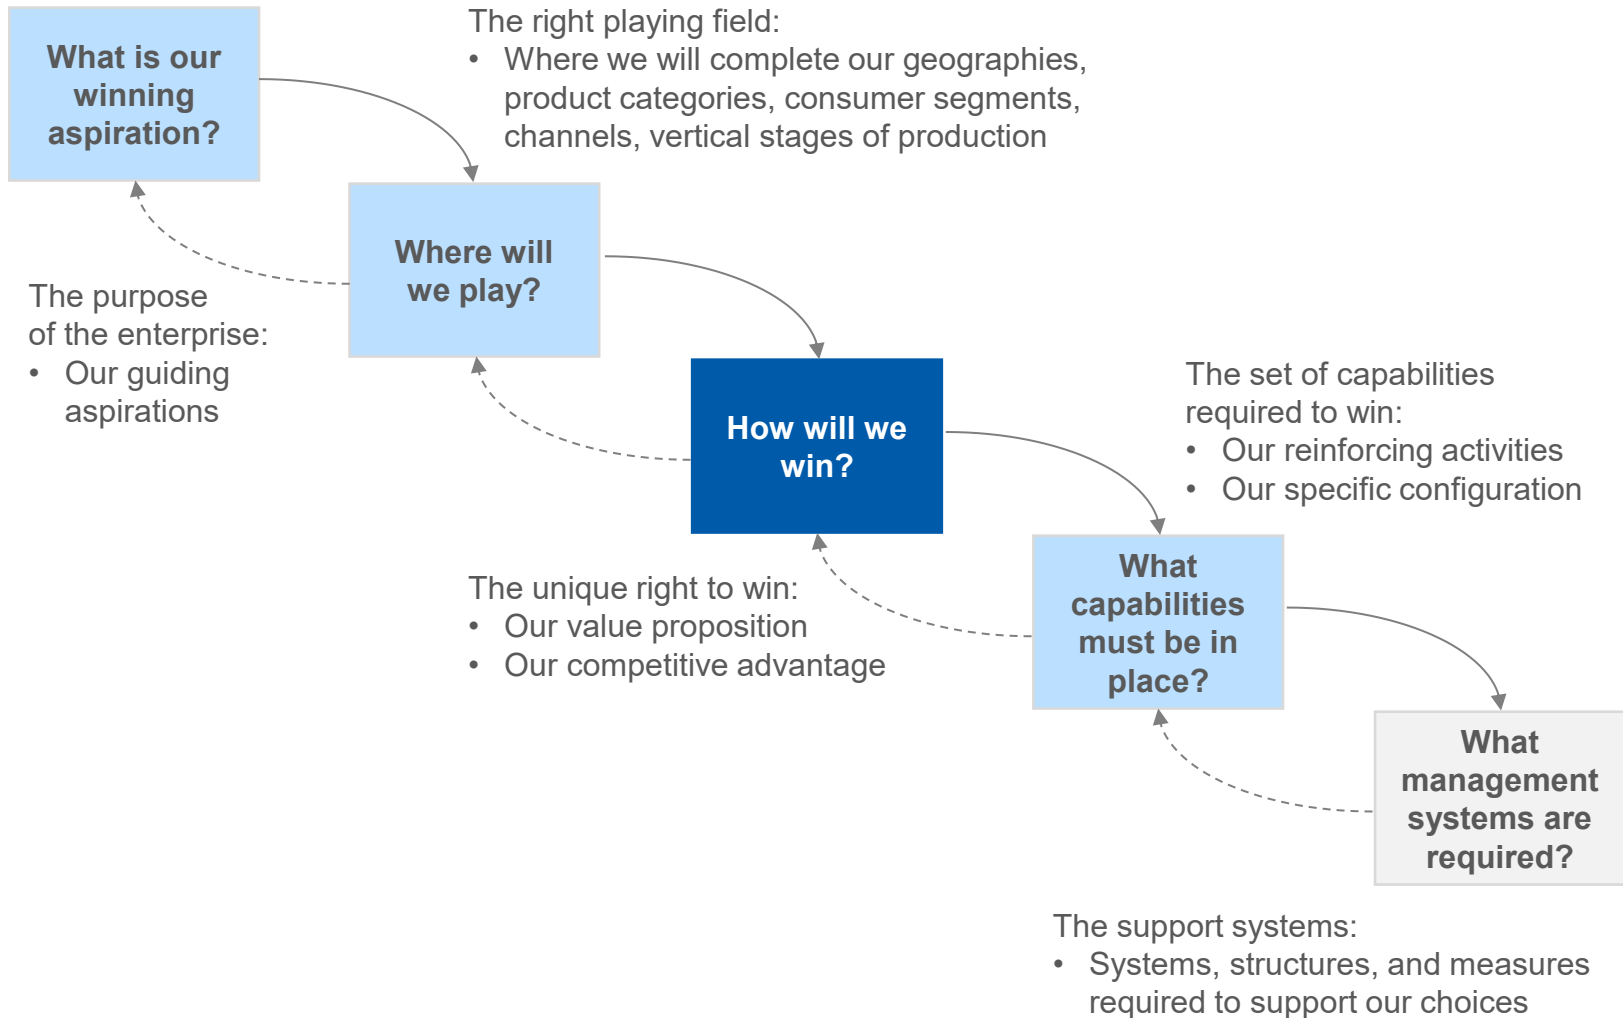 What is our
winning
aspiration?
The right playing field:
• Where we will complete our geographies,
product categories, consumer segments,
channels, vertical stages of production
Where will
we play?
The purpose
of the enterprise:
• Our guiding
aspirations
How will we
win?
The set of capabilities
required to win:
• Our reinforcing activities
• Our specific configuration
The unique right to win:
• Our value proposition
• Our competitive advantage
What
capabilities
must be in
place?
What
management
systems are
required?
The support systems:
• Systems, structures, and measures
required to support our choices